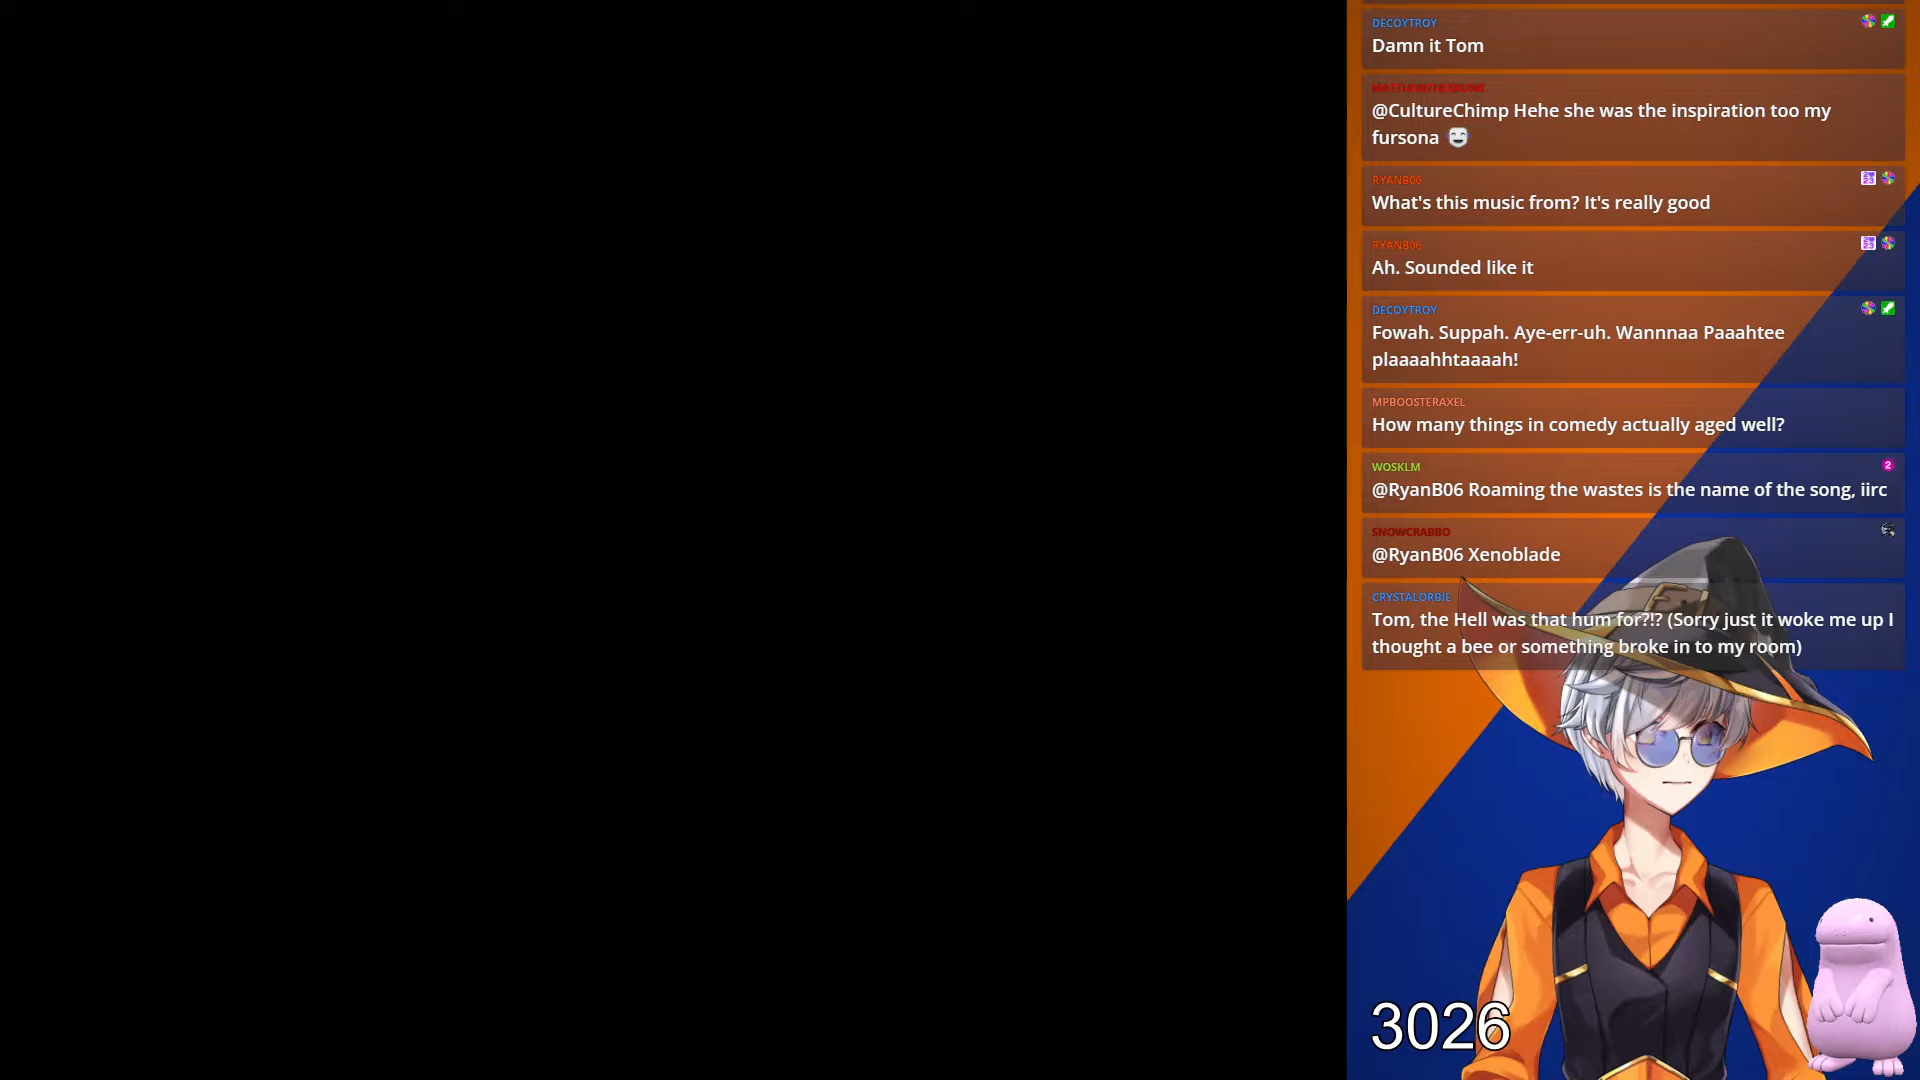 DECOYTROY
Damn it Tom
MATTHEWTHESKUNK
@CultureChimp Hehe she was the inspiration too my
fursona
RYANB06
What's this music from? It's really good
RYANB06
Ah. Sounded like it
DECOYTROY
Fowah. Suppah. Aye-err-uh. Wannnaa Paaahtee
plaaaahhtaaaah!
MPBOOSTERAXEL
How many things in comedy actually aged well?
WOSKLM
2
@RyanB06 Roaming the wastes is the name of the song, iirc
SNOWCRABBO
@RyanB06 Xenoblade
CRYSTALORBIE
Tom, the Hell was that hum for?!? (Sorry just it woke me up I
thought a bee or something broke in to my room)
3026